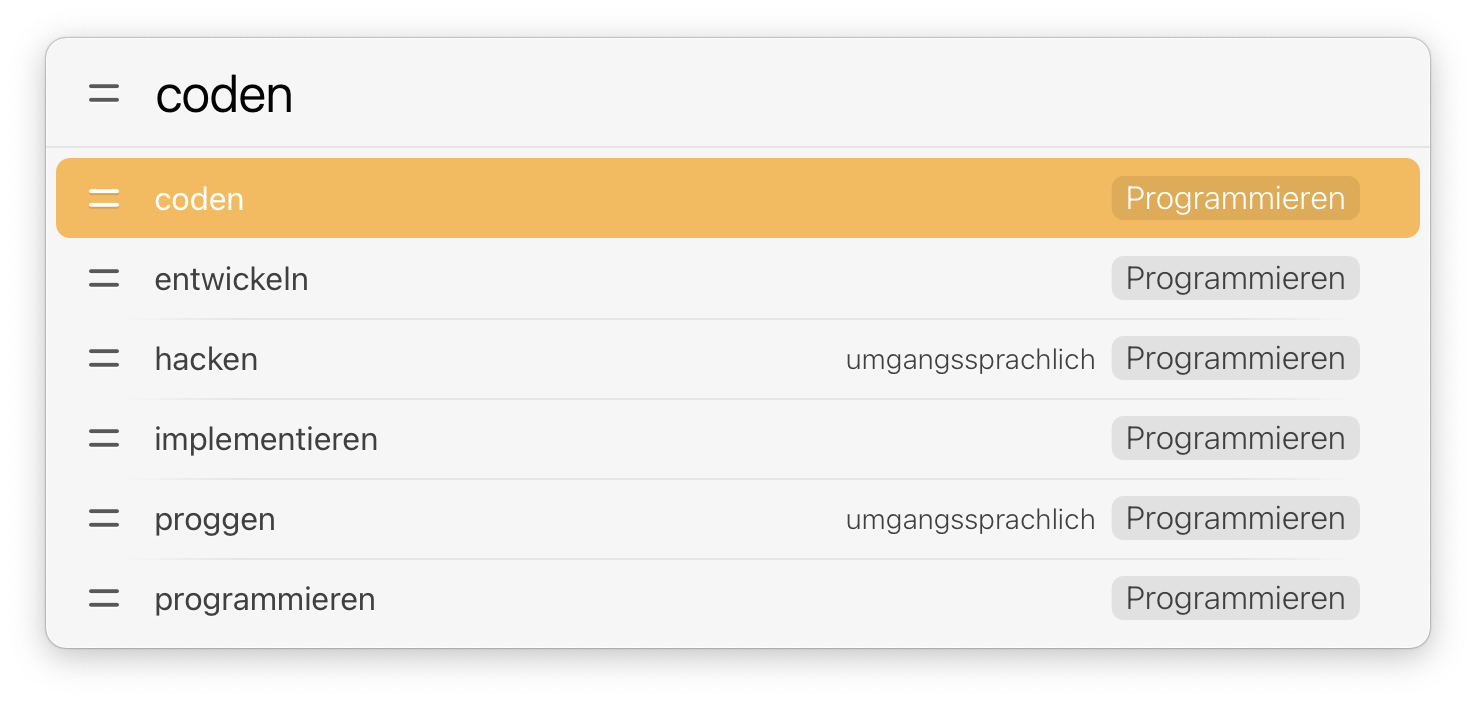 coden
coden Programmieren
entwickeln Programmieren
hacken umgangssprachlich Programmieren
implementieren Programmieren
proggen umgangssprachlich Programmieren
programmieren Programmieren